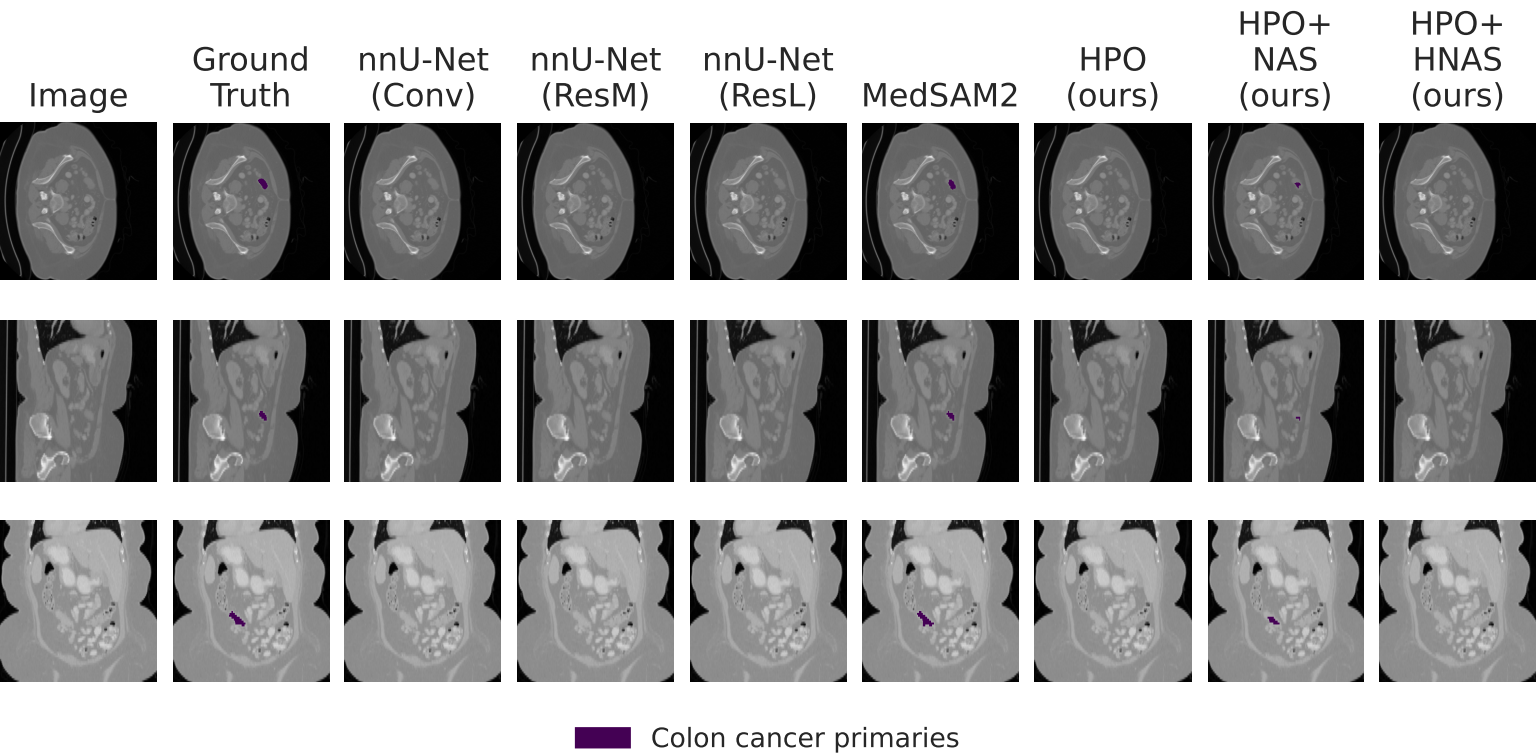 Image
Ground
Truth
nnU-Net
(Conv)
nnU-Net
(ResM)
nnU-Net
(ResL)
MedSAM2
HPO
(ours)
HPO+
NAS
(ours)
HPO+
HNAS
(ours)
Colon cancer primaries